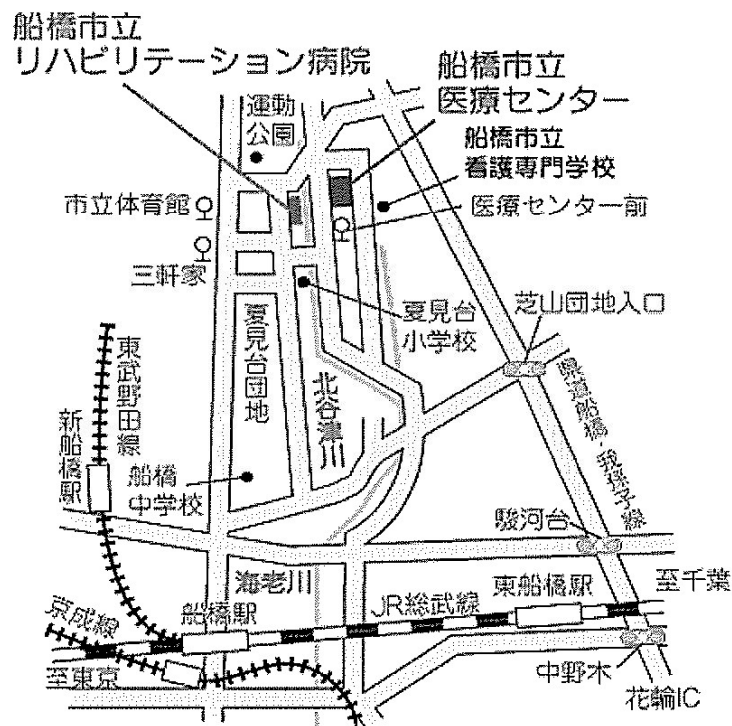 船橋市立
リハビリテーション病院
船橋市立
医療センター
運動
公園
船橋市立
看護専門学校
市立体育館
医療センター前
三軒家
夏見台
小学校
芝山団地入口
夏見台団地
東武野田線
北谷津川
県道船橋・我孫子線
新船橋駅
船橋
中学校
駿河台
海老川
東船橋駅
至千葉
京成線
船橋駅
JR総武線
至東京
中野木
花輪IC